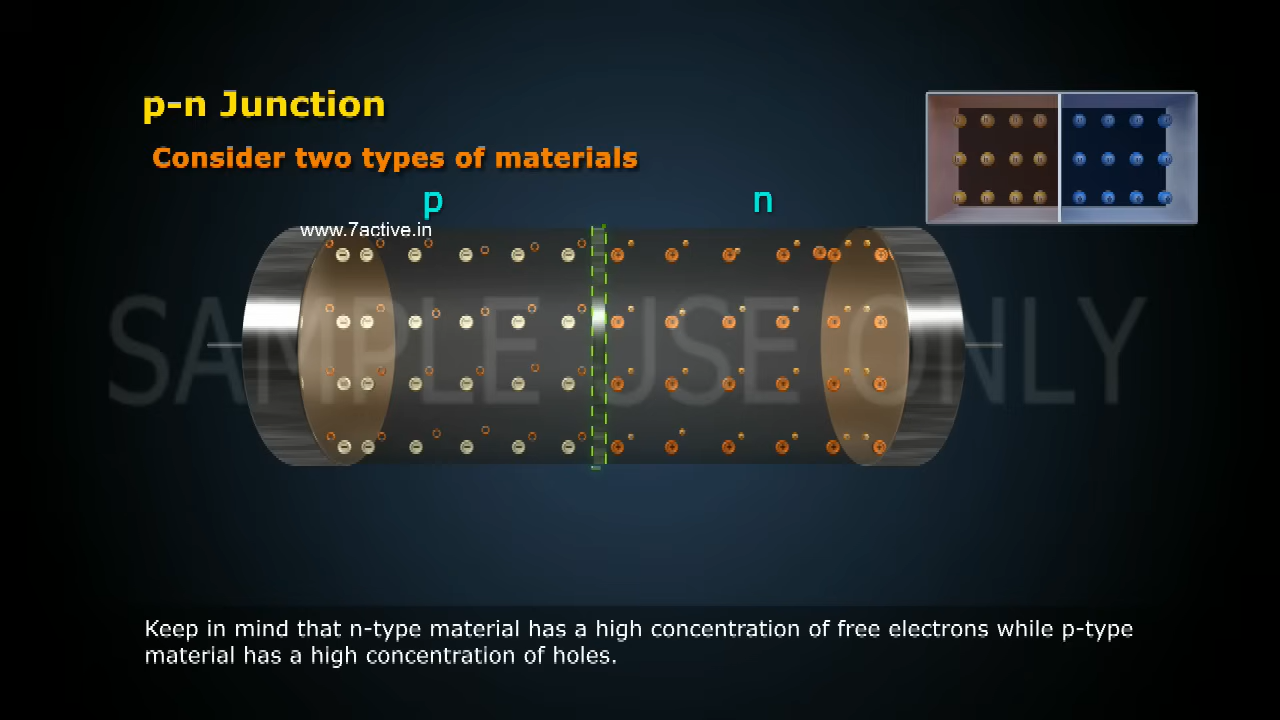 p-n Junction
Consider two types of materials
p n
www.7active.in
SAMPLE USE ONLY
Keep in mind that n-type material has a high concentration of free electrons while p-type
material has a high concentration of holes.